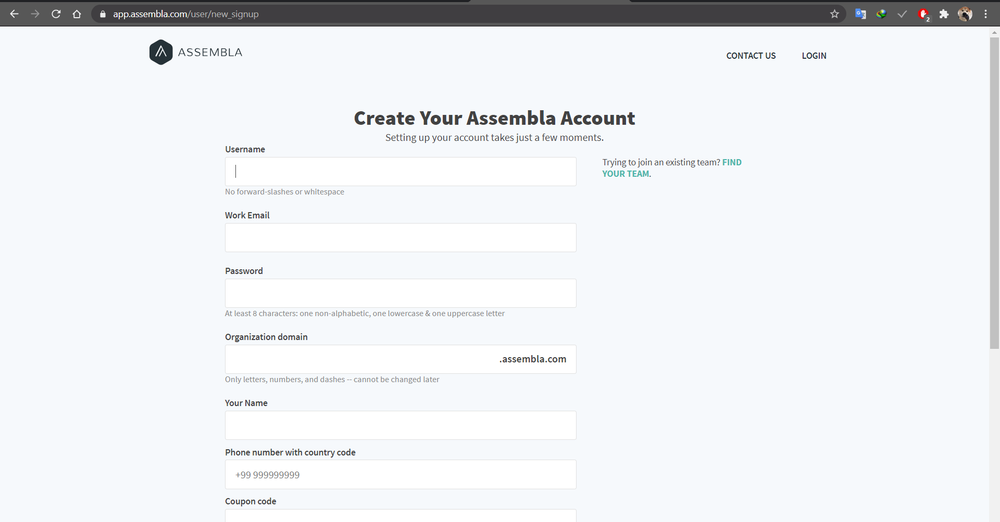 app.assembla.com/user/new_signup
2
ASSEMBLA
CONTACT US
LOGIN
Create Your Assembla Account
Setting up your account takes just a few moments.
Username
Trying to join an existing team? FIND
YOUR TEAM.
No forward-slashes or whitespace
Work Email
Password
At least 8 characters: one non-alphabetic, one lowercase & one uppercase letter
Organization domain
.assembla.com
Only letters, numbers, and dashes -- cannot be changed later
Your Name
Phone number with country code
+99 999999999
Coupon code